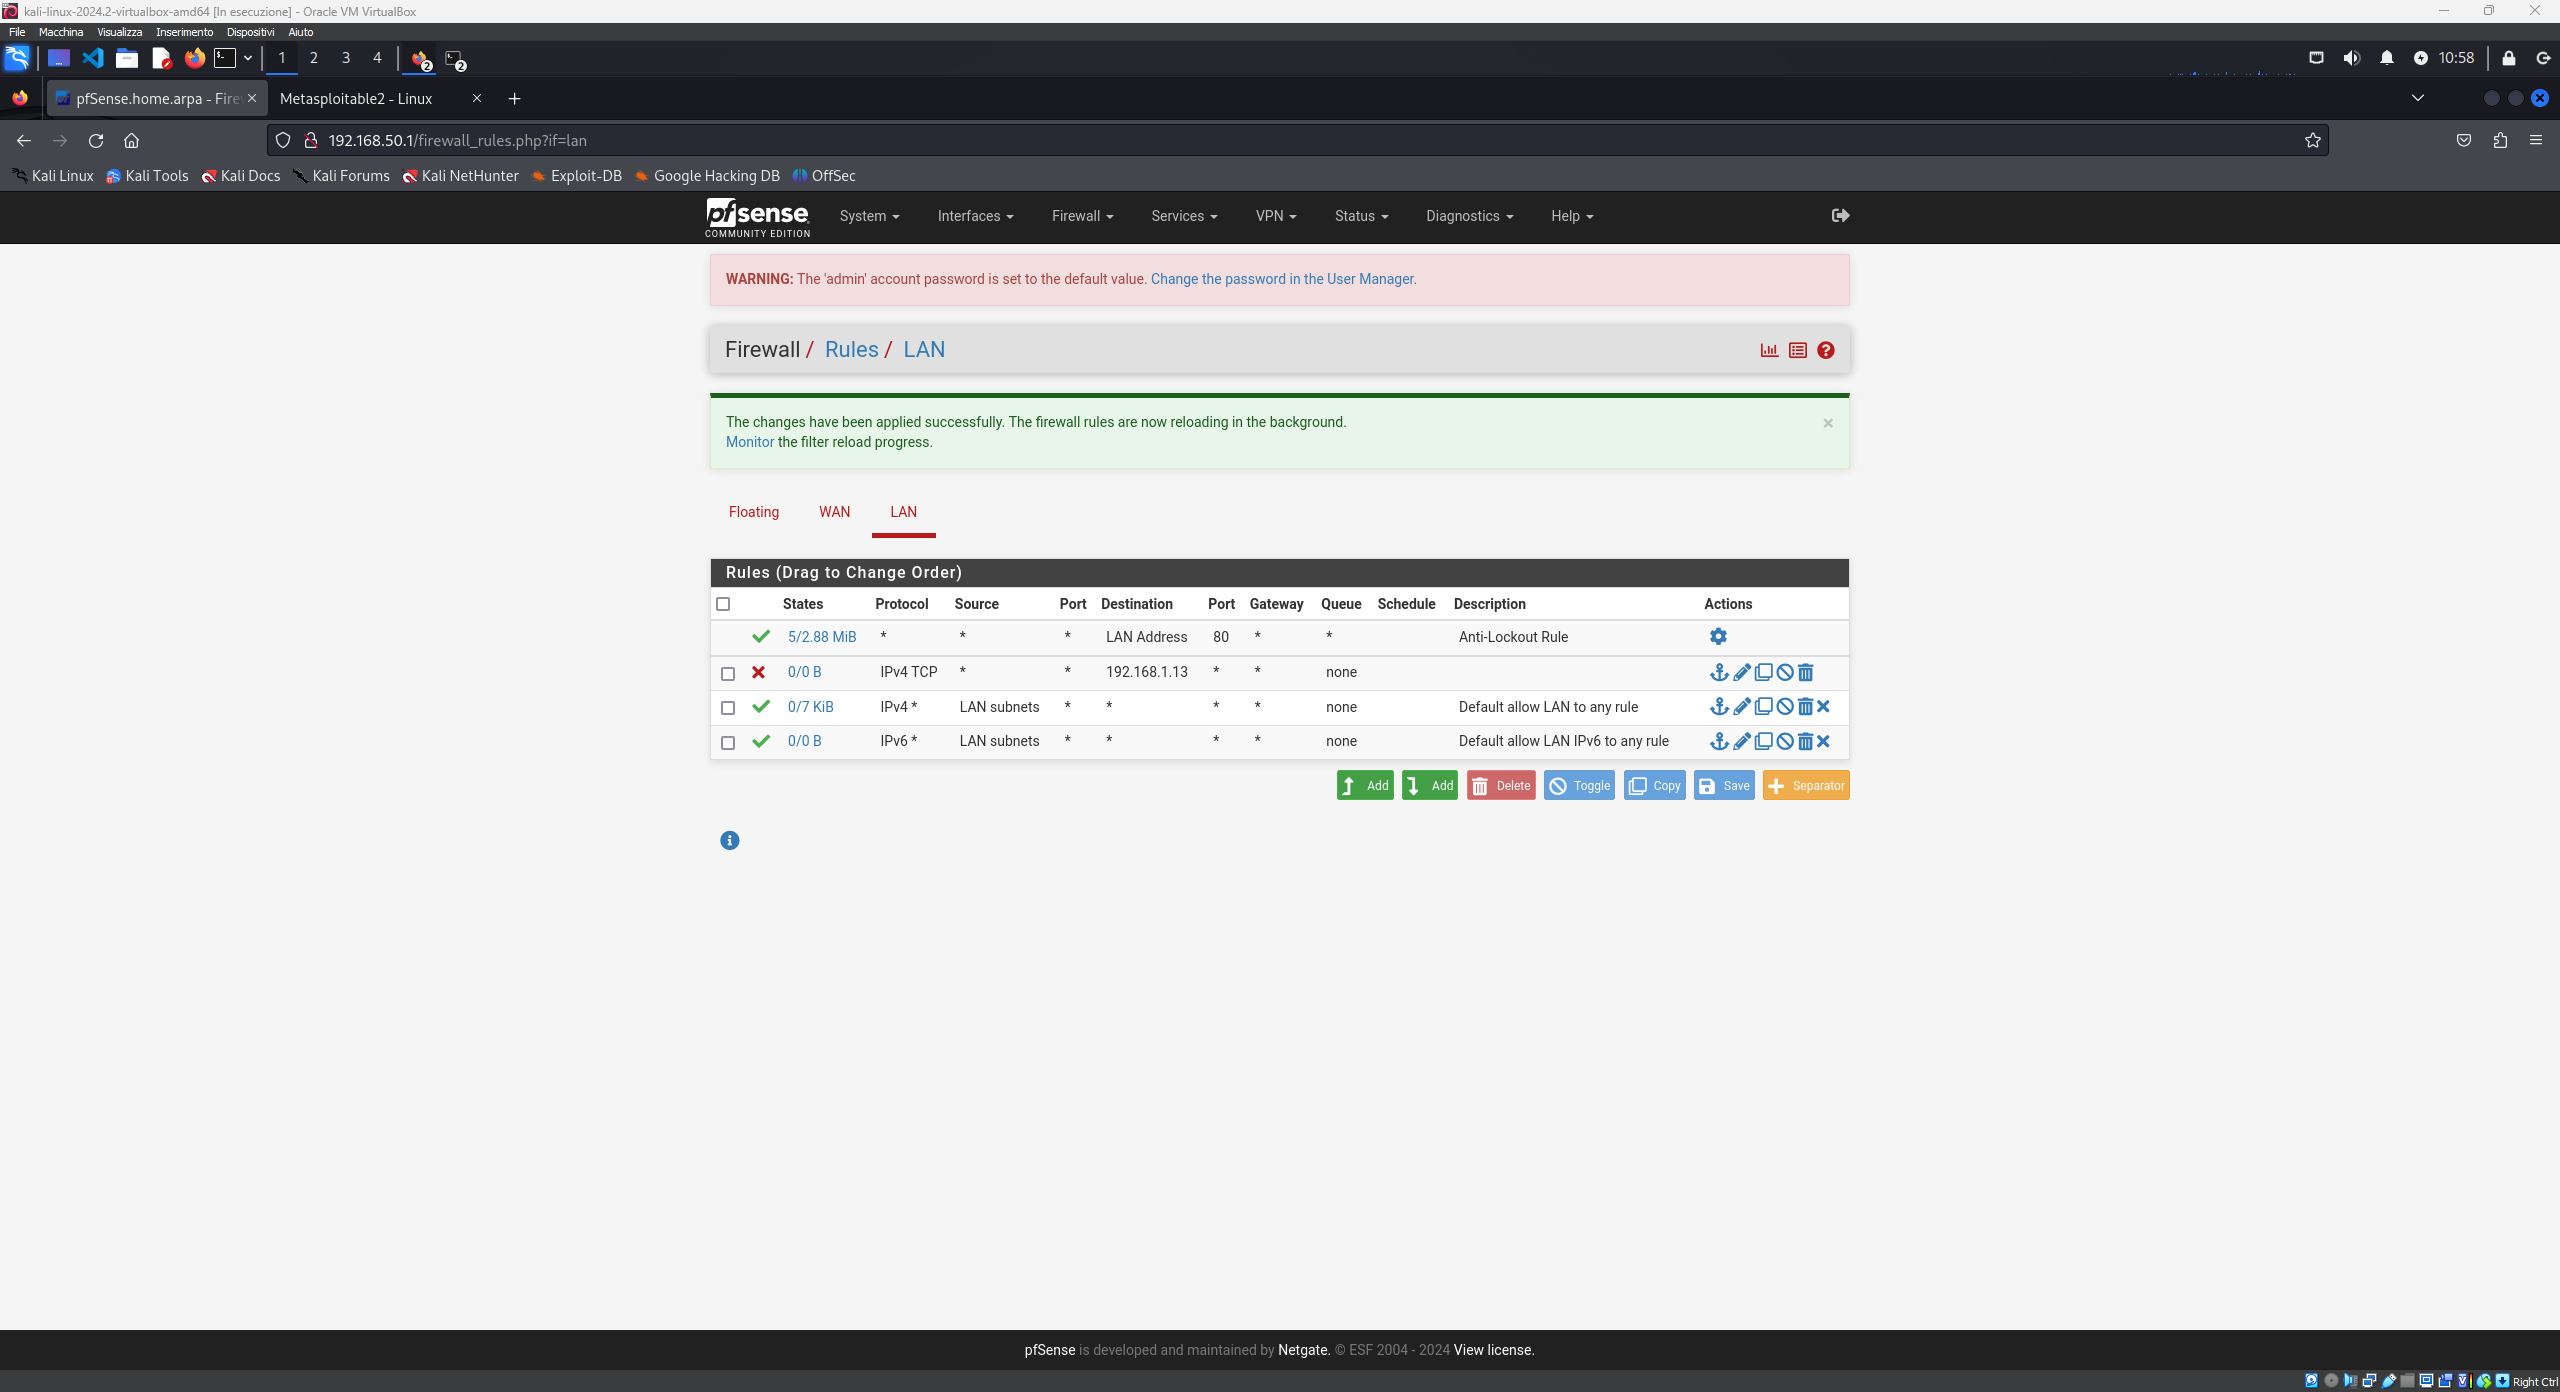 kali-linux-2024.2-virtualbox-amd64 [In esecuzione] - Oracle VM VirtualBox
File Macchina Visualizza Inserimento Dispositivi Aiuto
1 2 3 4 2 2 10:58
pfSense.home.arpa - Fire Metasploitable2 - Linux
192.168.50.1/firewall_rules.php?if=lan
Kali Linux Kali Tools Kali Docs Kali Forums Kali NetHunter Exploit-DB Google Hacking DB OffSec
pfsense System Interfaces Firewall Services VPN Status Diagnostics Help
COMMUNITY EDITION
WARNING: The 'admin' account password is set to the default value. Change the password in the User Manager.
Firewall / Rules / LAN
The changes have been applied successfully. The firewall rules are now reloading in the background.
Monitor the filter reload progress.
Floating WAN LAN
Rules (Drag to Change Order)
States Protocol Source Port Destination Port Gateway Queue Schedule Description Actions
5/2.88 MiB * * * LAN Address 80 * * Anti-Lockout Rule
0/0 B IPv4 TCP * * 192.168.1.13 * * none
0/7 KiB IPv4 * LAN subnets * * * * none Default allow LAN to any rule
0/0 B IPv6 * LAN subnets * * * * none Default allow LAN IPv6 to any rule
Add Add Delete Toggle Copy Save Separator
pfSense is developed and maintained by Netgate. © ESF 2004 - 2024 View license.
Right Ctrl